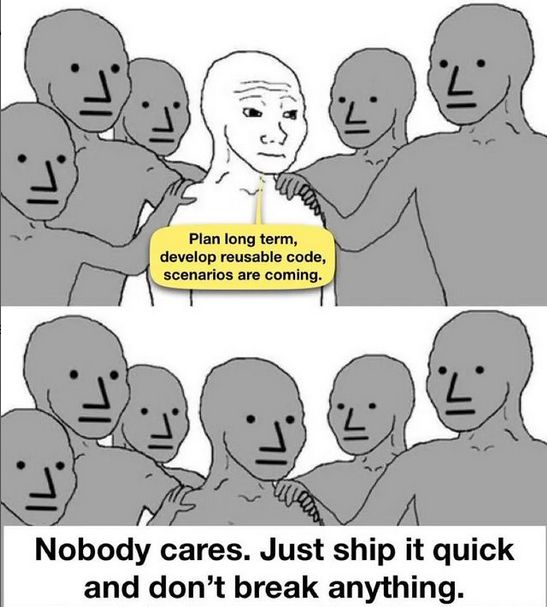 Plan long term,
develop reusable code,
scenarios are coming.
Nobody cares. Just ship it quick
and don’t break anything.